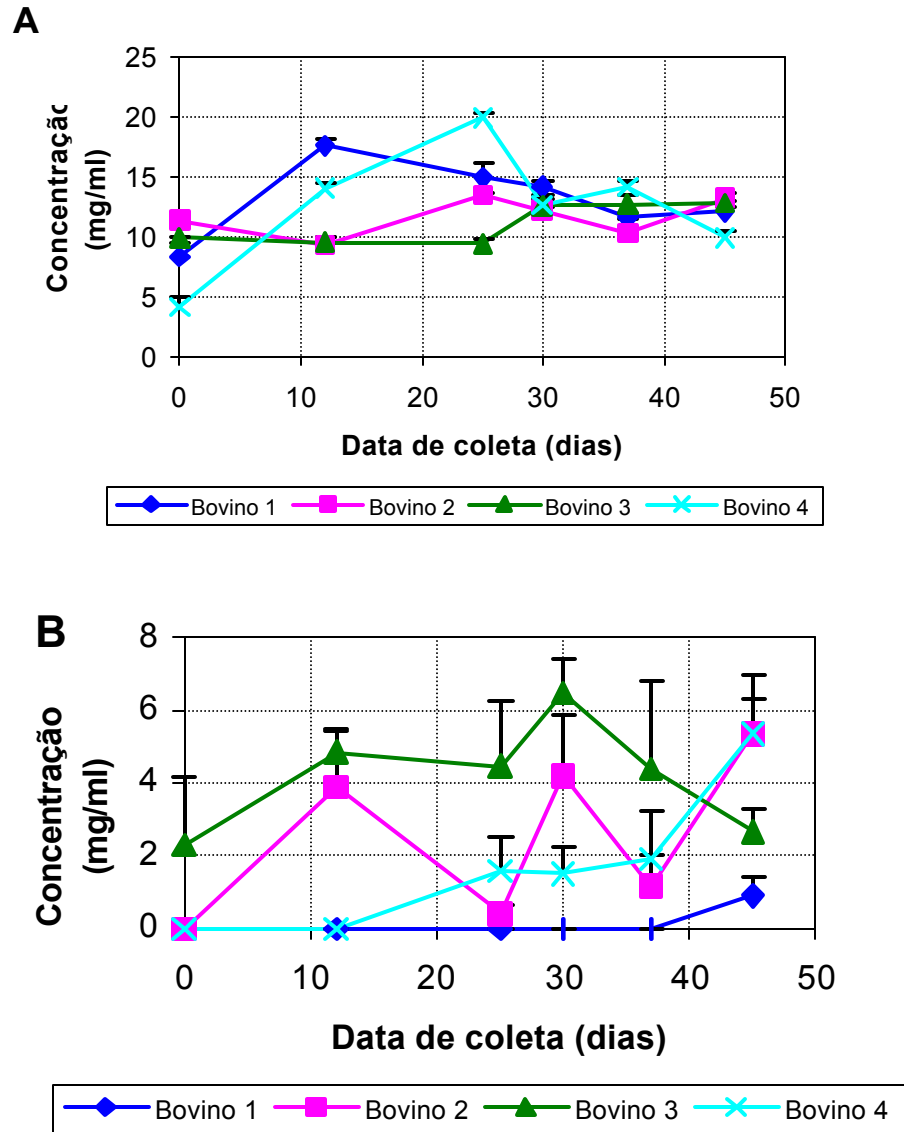 A
25
20
15
10
5
0
Concentração
(mg/ml)
0 10 20 30 40 50
Data de coleta (dias)
Bovino 1 Bovino 2 Bovino 3 Bovino 4
B
8
6
4
2
0
Concentração
(mg/ml)
0 10 20 30 40 50
Data de coleta (dias)
Bovino 1 Bovino 2 Bovino 3 Bovino 4